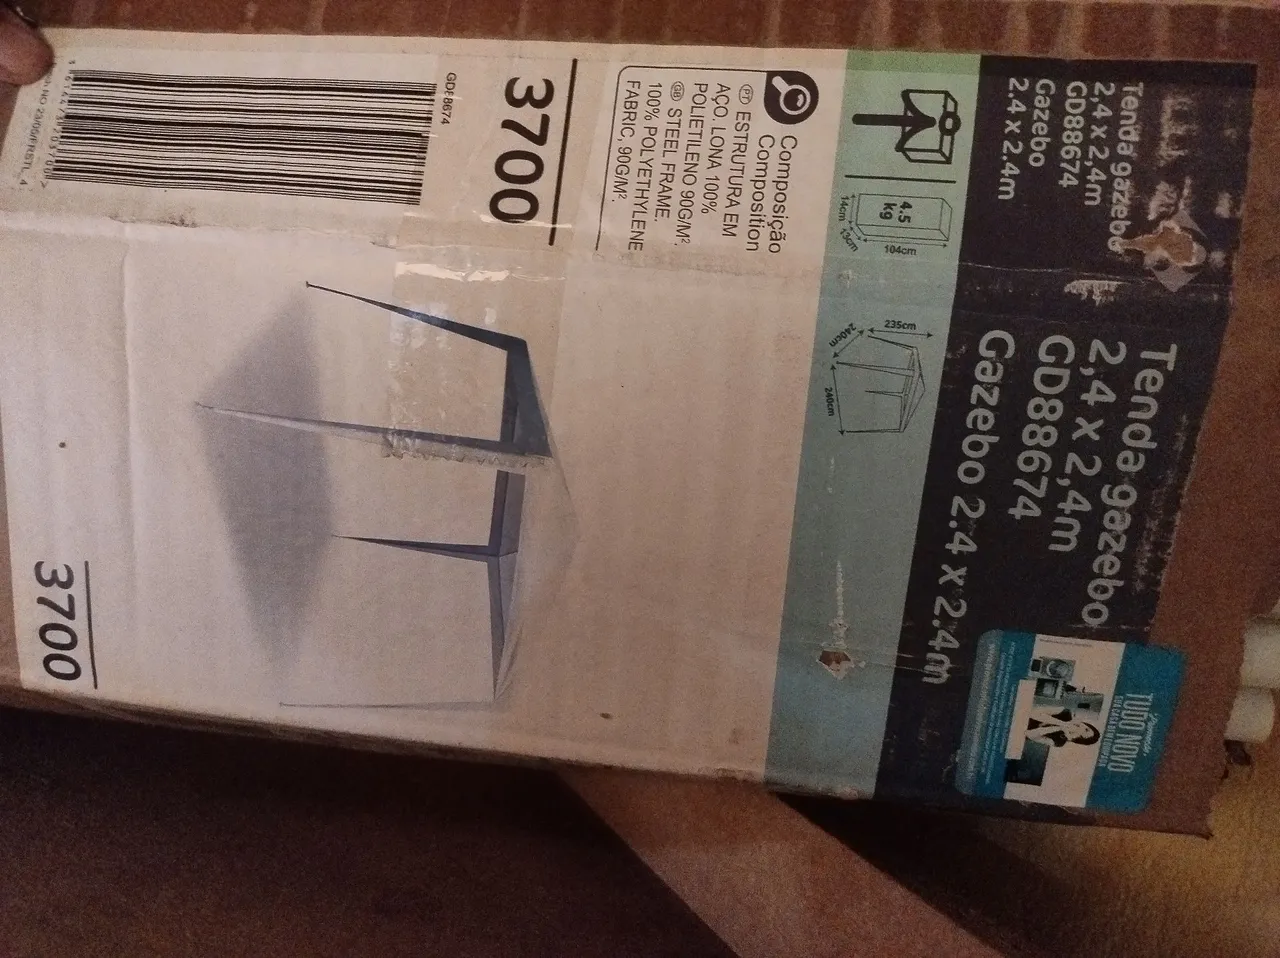 Tenda gazebo
2,4 x 2,4m
GD88674
Gazebo
2.4 x 2.4m
Tenda gazebo
2,4 x 2,4m
GD88674
Gazebo 2.4 x 2.4m
4.5
kg
14cm
13cm
104cm
235cm
240cm
240cm
Composição
Composition
PT ESTRUTURA EM
AÇO, LONA 100%
POLIETILENO 90G/M².
GB STEEL FRAME.
100% POLYETHYLENE
FABRIC, 90G/M².
3700
GD88674
3700
TUDO NOVO